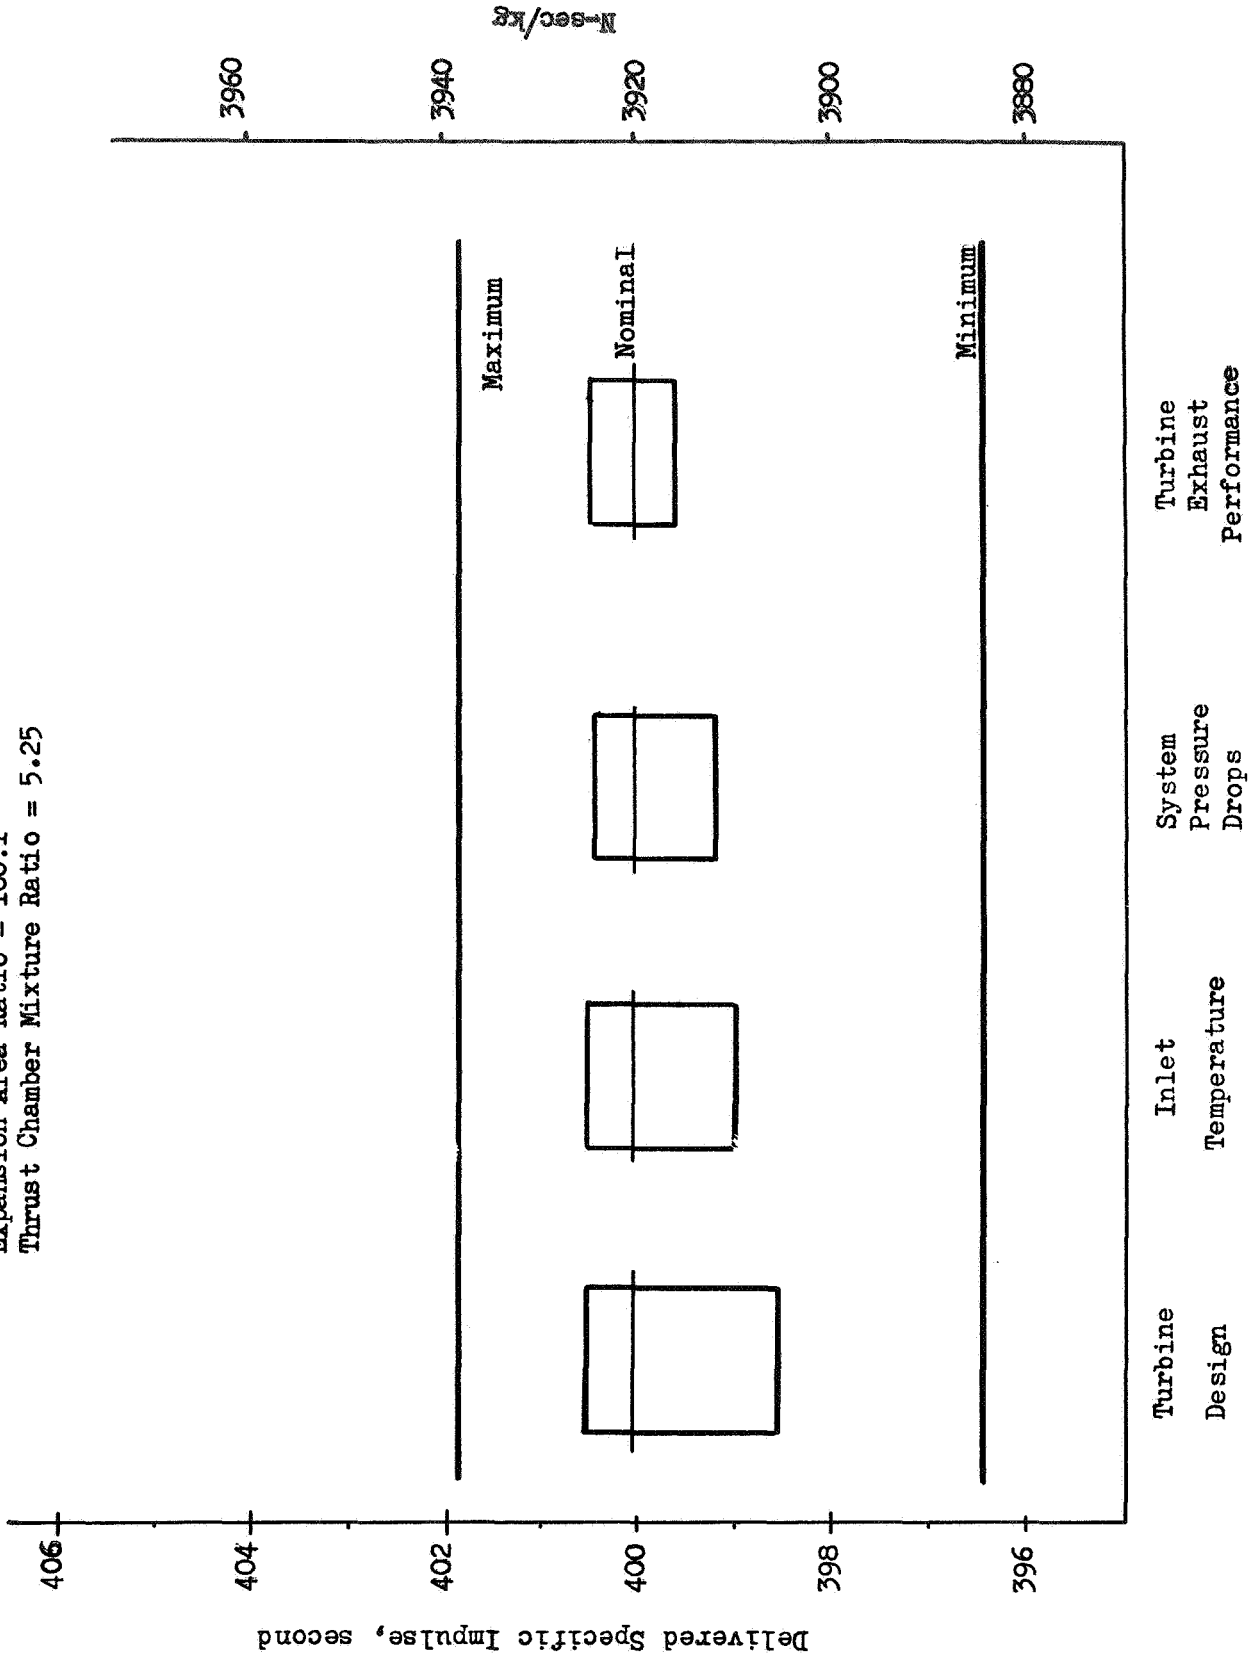 Thrust Chamber Mixture Ratio = 5.25
Delivered Specific Impulse, second
406
404
402
400
398
396
N-sec/kg
3960
3940
3920
3900
3880
Maximum
Nominal
Minimum
Turbine
Design
Inlet
Temperature
System
Pressure
Drops
Turbine
Exhaust
Performance